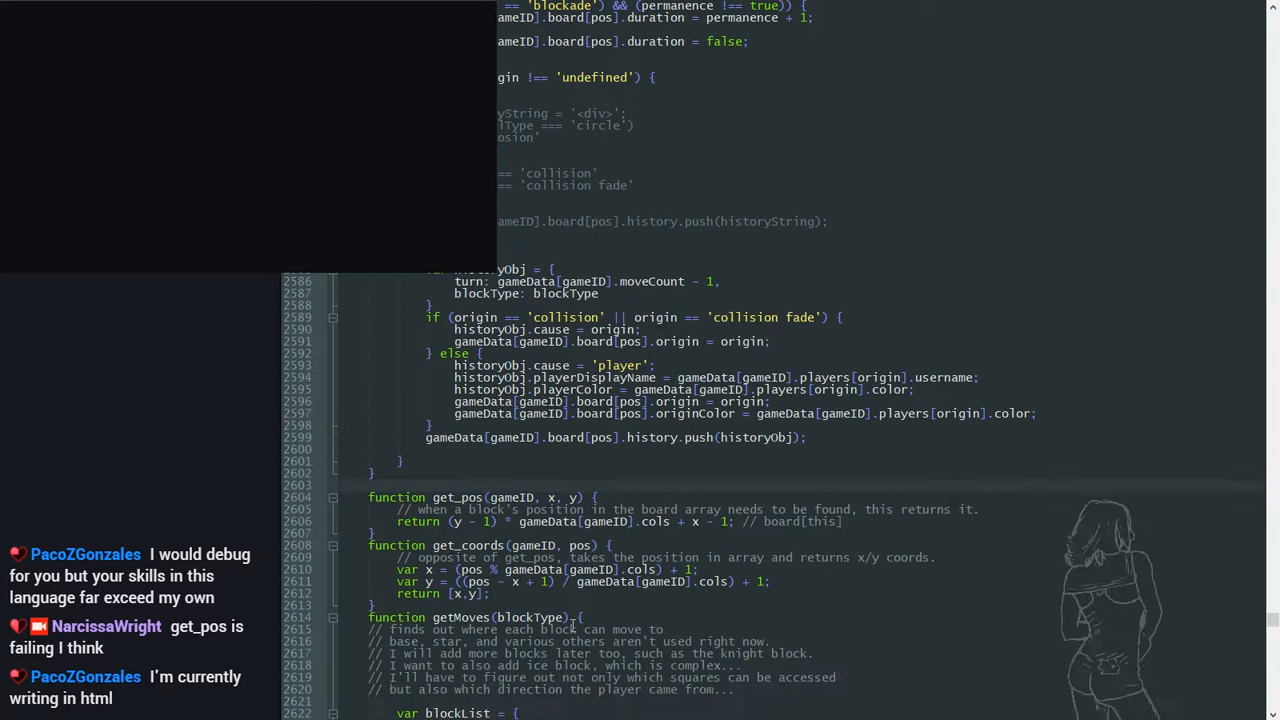 == 'blockade') && (permanence !== true)) {
ameID].board[pos].duration = permanence + 1;
ameID].board[pos].duration = false;
gin !== 'undefined') {
ryString = '<div>';
lType === 'circle')
osion'
== 'collision'
== 'collision fade'
ameID].board[pos].history.push(historyString);
= {
2586 turn: gameData[gameID].moveCount - 1,
2587 blockType: blockType
2588 }
2589 if (origin == 'collision' || origin == 'collision fade') {
2590 historyObj.cause = origin;
2591 gameData[gameID].board[pos].origin = origin;
2592 } else {
2593 historyObj.cause = 'player';
2594 historyObj.playerDisplayName = gameData[gameID].players[origin].username;
2595 historyObj.playerColor = gameData[gameID].players[origin].color;
2596 gameData[gameID].board[pos].origin = origin;
2597 gameData[gameID].board[pos].originColor = gameData[gameID].players[origin].color;
2598 }
2599 gameData[gameID].board[pos].history.push(historyObj);
2600
2601 }
2602 }
2603
2604 function get_pos(gameID, x, y) {
2605 // when a block's position in the board array needs to be found, this returns it.
2606 return (y - 1) * gameData[gameID].cols + x - 1; // board[this]
2607 }
2608 function get_coords(gameID, pos) {
2609 // opposite of get_pos, takes the position in array and returns x/y coords.
2610 var x = (pos % gameData[gameID].cols) + 1;
2611 var y = ((pos - x + 1) / gameData[gameID].cols) + 1;
2612 return [x,y];
2613 }
2614 function getMoves(blockType) {
2615 // finds out where each block can move to
2616 // base, star, and various others aren't used right now.
2617 // I will add more blocks later too, such as the knight block.
2618 // I want to also add ice block, which is complex...
2619 // I'll have to figure out not only which squares can be accessed
2620 // but also which direction the player came from...
2621
2622 var blockList = {
PacoZGonzales I would debug
for you but your skills in this
language far exceed my own
NarcissaWright get_pos is
failing I think
PacoZGonzales I'm currently
writing in html